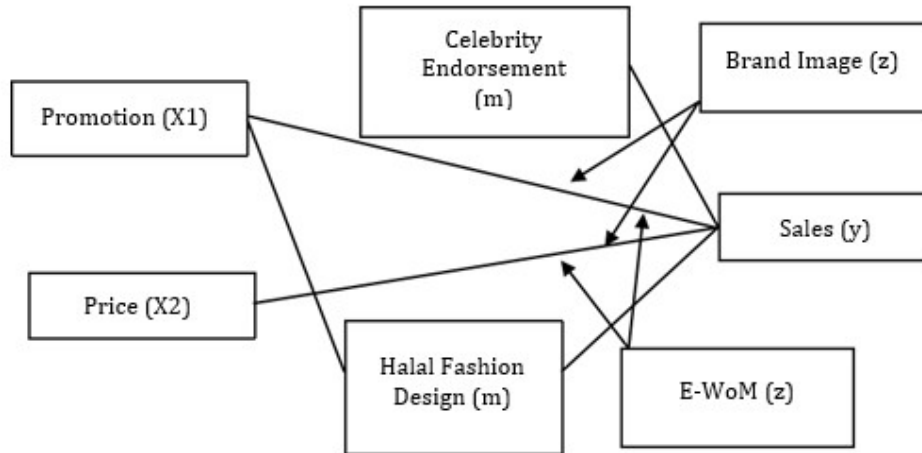 Celebrity
Endorsement
(m)
Brand Image (z)
Promotion (X1)
Sales (y)
Price (X2)
Halal Fashion
Design (m)
E-WoM (z)